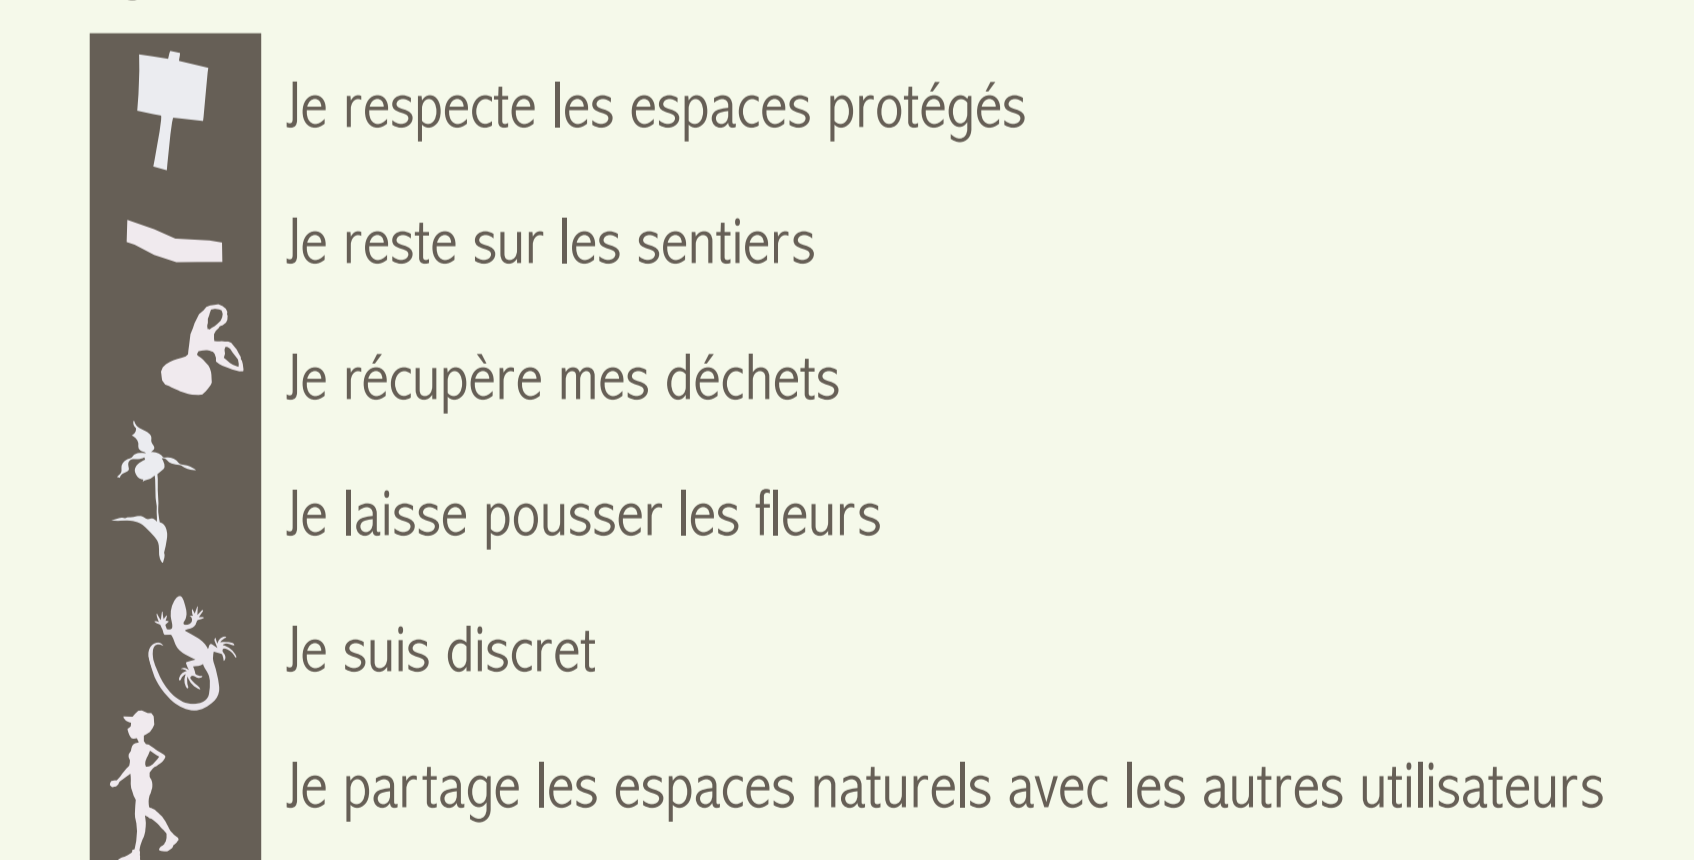 Je respecte les espaces protégés
Je reste sur les sentiers
Je récupère mes déchets
Je laisse pousser les fleurs
Je suis discret
Je partage les espaces naturels avec les autres utilisateurs